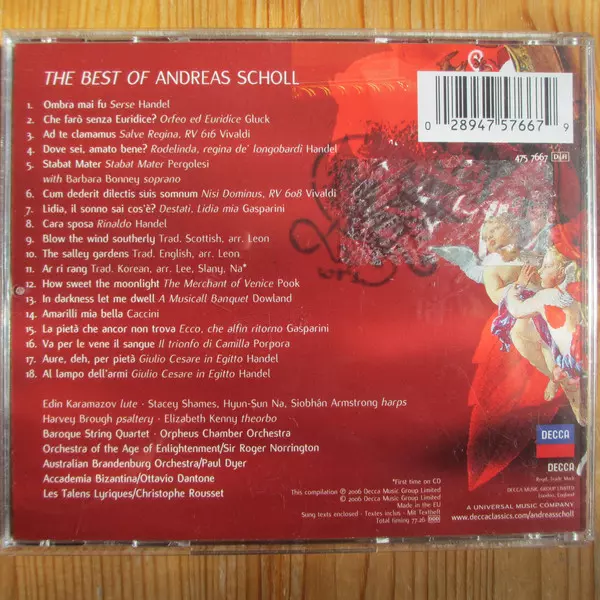 THE BEST OF ANDREAS SCHOLL
1. Ombra mai fu Serse Handel
2. Che farò senza Euridice? Orfeo ed Euridice Gluck
3. Ad te clamamus Salve Regina, RV 616 Vivaldi
4. Dove sei, amato bene? Rodelinda, regina de' longobardi Handel
5. Stabat Mater Stabat Mater Pergolesi
with Barbara Bonney soprano
6. Cum dederit dilectis suis somnum Nisi Dominus, RV 608 Vivaldi
7. Lidia, il sonno sai cos'è? Destati, Lidia mia Gasparini
8. Cara sposa Rinaldo Handel
9. Blow the wind southerly Trad. Scottish, arr. Leon
10. The salley gardens Trad. English, arr. Leon
11. Ar ri rang Trad. Korean, arr. Lee, Slany, Na*
12. How sweet the moonlight The Merchant of Venice Pook
13. In darkness let me dwell A Musicall Banquet Dowland
14. Amarilli mia bella Caccini
15. La pietà che ancor non trova Ecco, che alfin ritorno Gasparini
16. Va per le vene il sangue Il trionfo di Camilla Porpora
17. Aure, deh, per pietà Giulio Cesare in Egitto Handel
18. Al lampo dell'armi Giulio Cesare in Egitto Handel
Edin Karamazov lute · Stacey Shames, Hyun-Sun Na, Siobhán Armstrong harps
Harvey Brough psaltery · Elizabeth Kenny theorbo
Baroque String Quartet · Orpheus Chamber Orchestra
Orchestra of the Age of Enlightenment/Sir Roger Norrington
Australian Brandenburg Orchestra/Paul Dyer
Accademia Bizantina/Ottavio Dantone
Les Talens Lyriques/Christophe Rousset
*First time on CD
This compilation ℗ 2006 Decca Music Group Limited
© 2006 Decca Music Group Limited
Made in the EU
Sung texts enclosed · Textes inclus · Mit Textheft
Total timing 77.26 DDD
0 28947 57667 9
475 7667
DECCA
DECCA
Regd. Trade Mark
DECCA MUSIC GROUP LIMITED
London, England
A UNIVERSAL MUSIC COMPANY
www.deccaclassics.com/andreasscholl